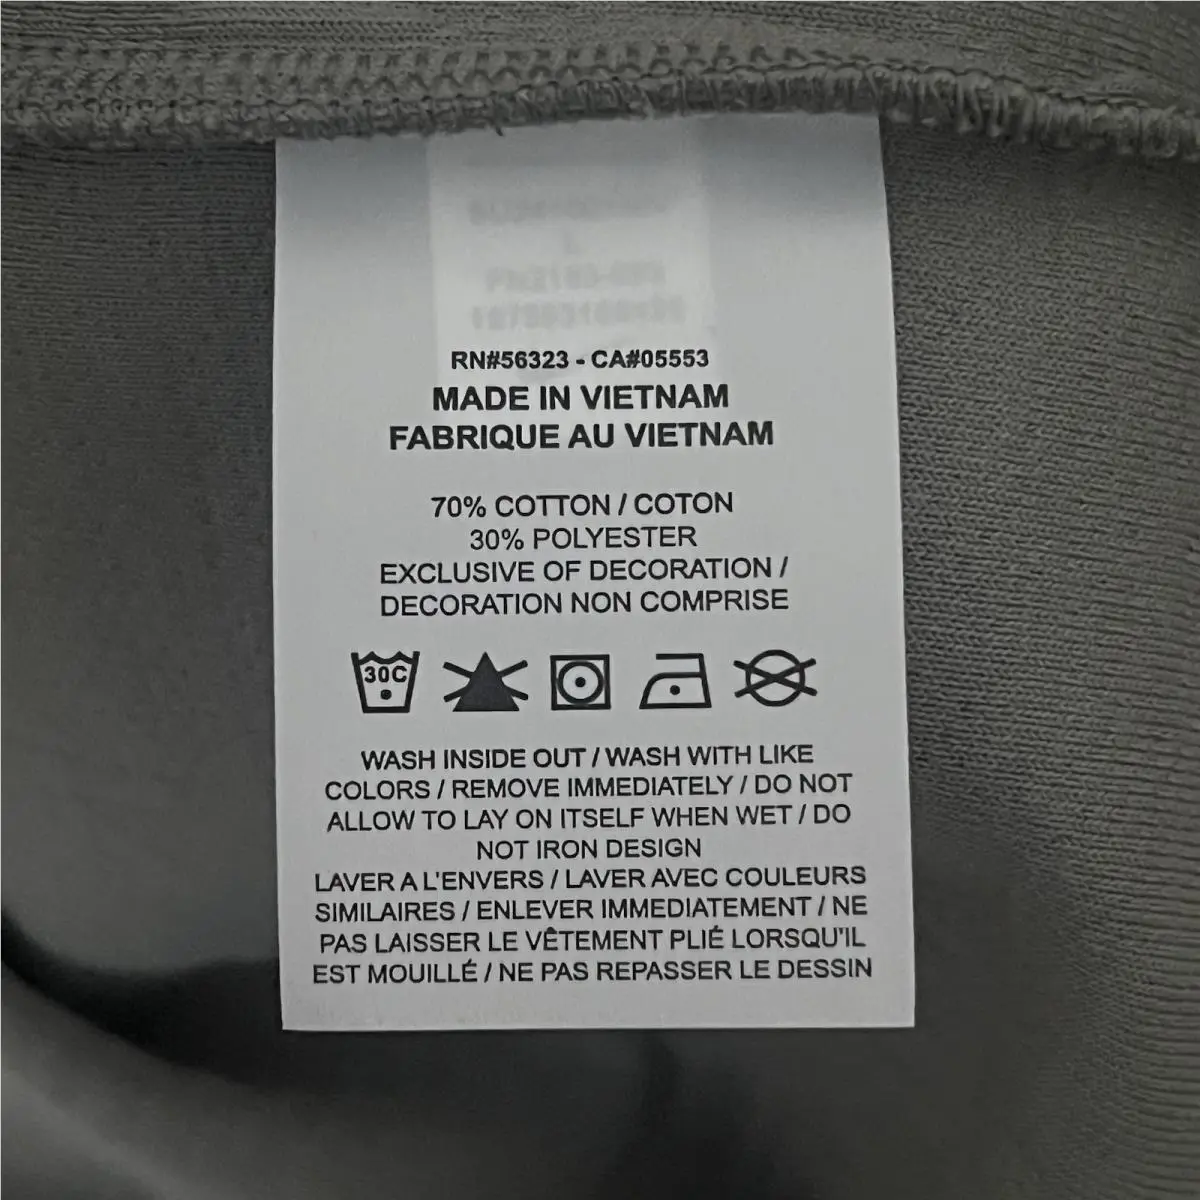 RN#56323 - CA#05553
MADE IN VIETNAM
FABRIQUE AU VIETNAM
70% COTTON / COTON
30% POLYESTER
EXCLUSIVE OF DECORATION /
DECORATION NON COMPRISE
30C
WASH INSIDE OUT / WASH WITH LIKE
COLORS / REMOVE IMMEDIATELY / DO NOT
ALLOW TO LAY ON ITSELF WHEN WET / DO
NOT IRON DESIGN
LAVER A L'ENVERS / LAVER AVEC COULEURS
SIMILAIRES / ENLEVER IMMEDIATEMENT / NE
PAS LAISSER LE VÊTEMENT PLIÉ LORSQU'IL
EST MOUILLÉ / NE PAS REPASSER LE DESSIN